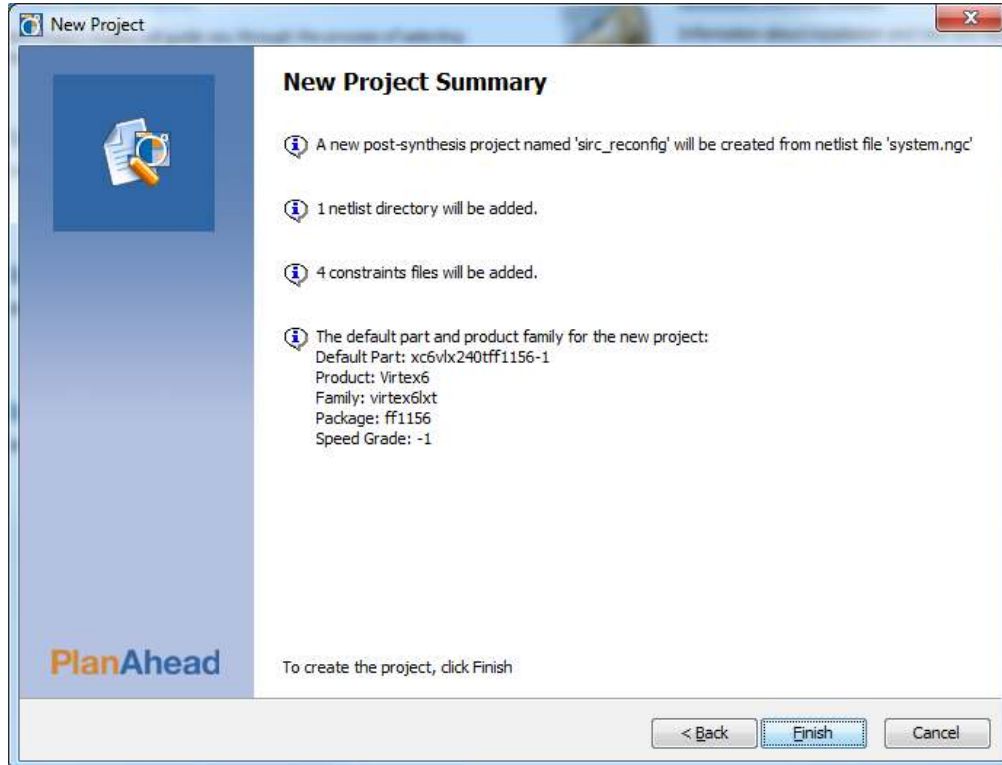 New Project
New Project Summary
A new post-synthesis project named 'sirc_reconfig' will be created from netlist file 'system.ngc'
1 netlist directory will be added.
4 constraints files will be added.
The default part and product family for the new project:
Default Part: xc6vlx240tff1156-1
Product: Virtex6
Family: virtex6lxt
Package: ff1156
Speed Grade: -1
PlanAhead
To create the project, click Finish
< Back Finish Cancel